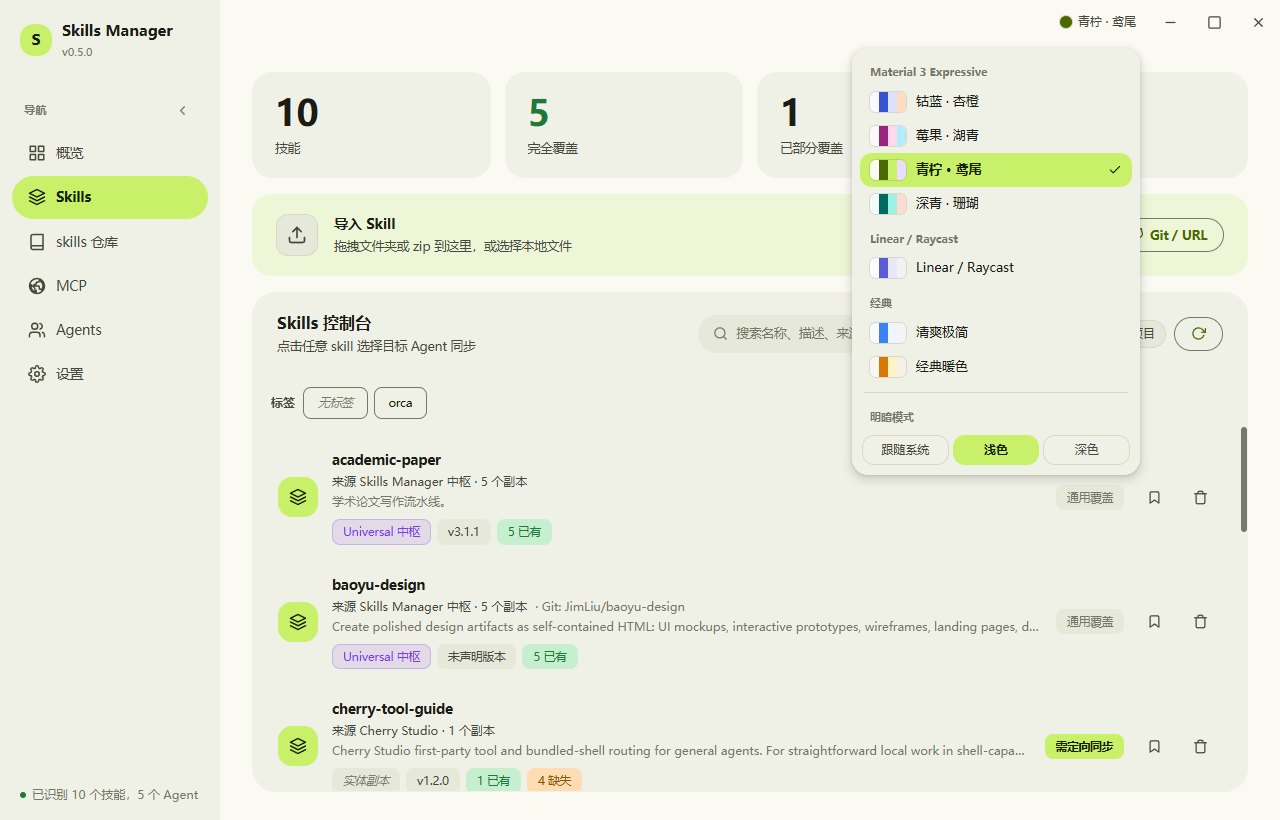 S
Skills Manager
v0.5.0
青柠 · 鸢尾
导航
概览
Skills
skills 仓库
MCP
Agents
设置
已识别 10 个技能，5 个 Agent
10
技能
5
完全覆盖
1
已部分覆盖
导入 Skill
拖拽文件夹或 zip 到这里，或选择本地文件
Git / URL
Skills 控制台
点击任意 skill 选择目标 Agent 同步
搜索名称、描述、来
标签
无标签
orca
academic-paper
来源 Skills Manager 中枢 · 5 个副本
学术论文写作流水线。
Universal 中枢
v3.1.1
5 已有
通用覆盖
baoyu-design
来源 Skills Manager 中枢 · 5 个副本 · Git: JimLiu/baoyu-design
Create polished design artifacts as self-contained HTML: UI mockups, interactive prototypes, wireframes, landing pages, d...
Universal 中枢
未声明版本
5 已有
通用覆盖
cherry-tool-guide
来源 Cherry Studio · 1 个副本
Cherry Studio first-party tool and bundled-shell routing for general agents. For straightforward local work in shell-capa...
实体副本
v1.2.0
1 已有
4 缺失
需定向同步
Material 3 Expressive
钴蓝 · 杏橙
莓果 · 湖青
青柠 · 鸢尾
深青 · 珊瑚
Linear / Raycast
Linear / Raycast
经典
清爽极简
经典暖色
明暗模式
跟随系统
浅色
深色